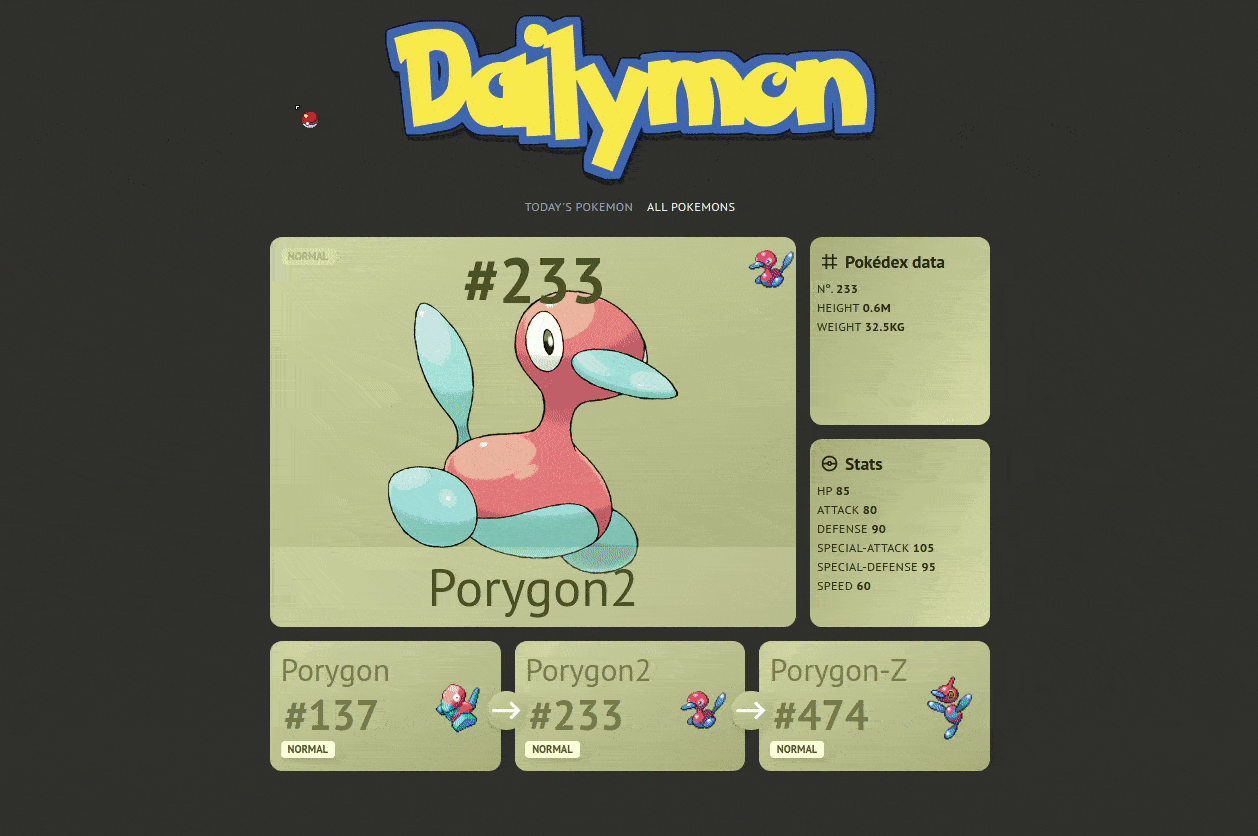 Dailymon
TODAY'S POKEMON ALL POKEMONS
NORMAL
#233
Porygon2
Pokédex data
Nº. 233
HEIGHT 0.6M
WEIGHT 32.5KG
Stats
HP 85
ATTACK 80
DEFENSE 90
SPECIAL-ATTACK 105
SPECIAL-DEFENSE 95
SPEED 60
Porygon
#137
NORMAL
Porygon2
#233
NORMAL
Porygon-Z
#474
NORMAL